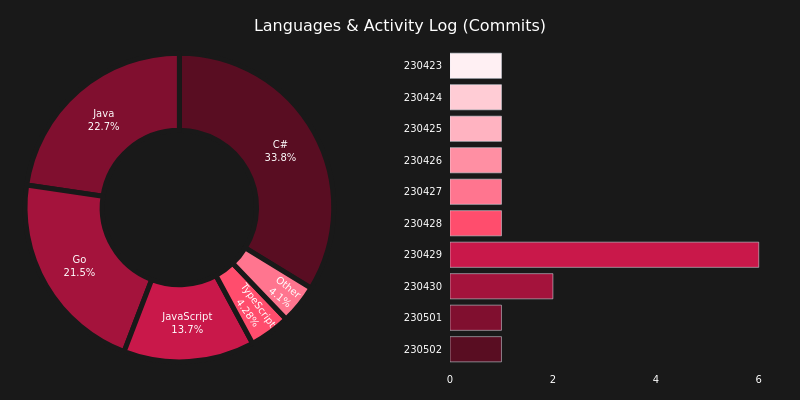 Languages & Activity Log (Commits)
C#
33.8%
Java
22.7%
Go
21.5%
JavaScript
13.7%
TypeScript
4.28%
Other
4.1%
230423
230424
230425
230426
230427
230428
230429
230430
230501
230502
0 2 4 6